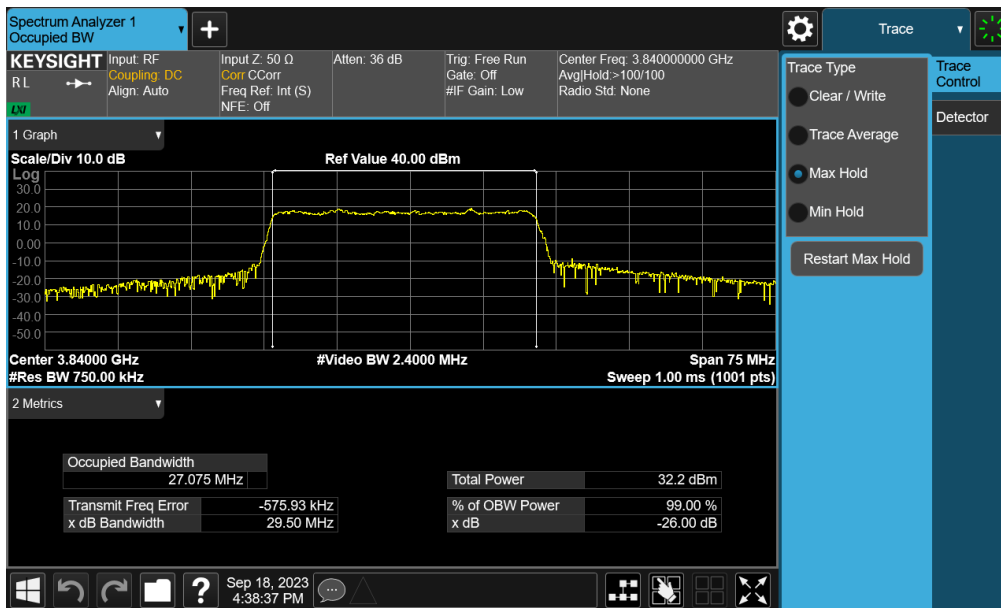 Spectrum Analyzer 1
Occupied BW
+
Trace
KEYSIGHT
R L
LXI
Input: RF
Coupling: DC
Align: Auto
Input Z: 50 Ω
Corr CCorr
Freq Ref: Int (S)
NFE: Off
Atten: 36 dB
Trig: Free Run
Gate: Off
#IF Gain: Low
Center Freq: 3.840000000 GHz
Avg|Hold:>100/100
Radio Std: None
Trace Type
Clear / Write
Trace Average
Max Hold
Min Hold
Restart Max Hold
Trace
Control
Detector
1 Graph
Scale/Div 10.0 dB
Ref Value 40.00 dBm
Log
30.0
20.0
10.0
0.00
-10.0
-20.0
-30.0
-40.0
-50.0
Center 3.84000 GHz
#Video BW 2.4000 MHz
Span 75 MHz
#Res BW 750.00 kHz
Sweep 1.00 ms (1001 pts)
2 Metrics
Occupied Bandwidth
27.075 MHz
Total Power 32.2 dBm
Transmit Freq Error -575.93 kHz
% of OBW Power 99.00 %
x dB Bandwidth 29.50 MHz
x dB -26.00 dB
?
Sep 18, 2023
4:38:37 PM